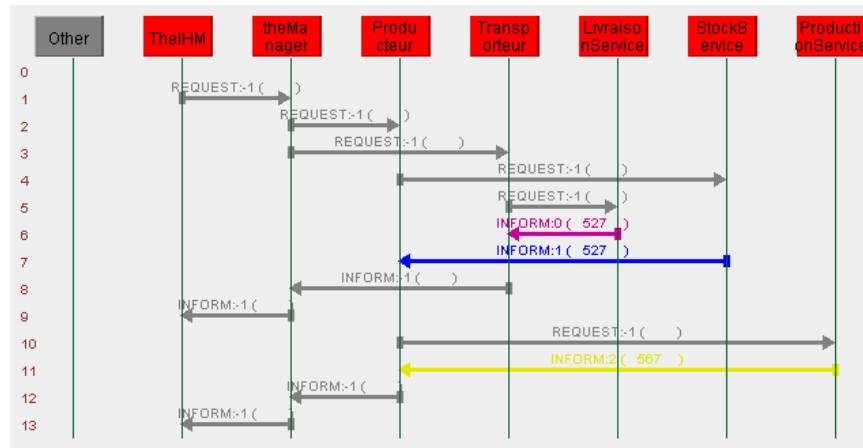 Other
TheIHM
theMa
nager
Produ
cteur
Transp
orteur
Livraiso
nService
StockS
ervice
Producti
onService
0
REQUEST:-1 ( )
1
REQUEST:-1 ( )
2
REQUEST:-1 ( )
3
REQUEST:-1 ( )
4
REQUEST:-1 ( )
5
INFORM:0 ( 527 )
6
INFORM:1 ( 527 )
7
INFORM:-1 ( )
8
INFORM:-1 (
9
REQUEST:-1 ( )
10
INFORM:2 ( 567 )
11
INFORM:-1 (
12
INFORM:-1 (
13